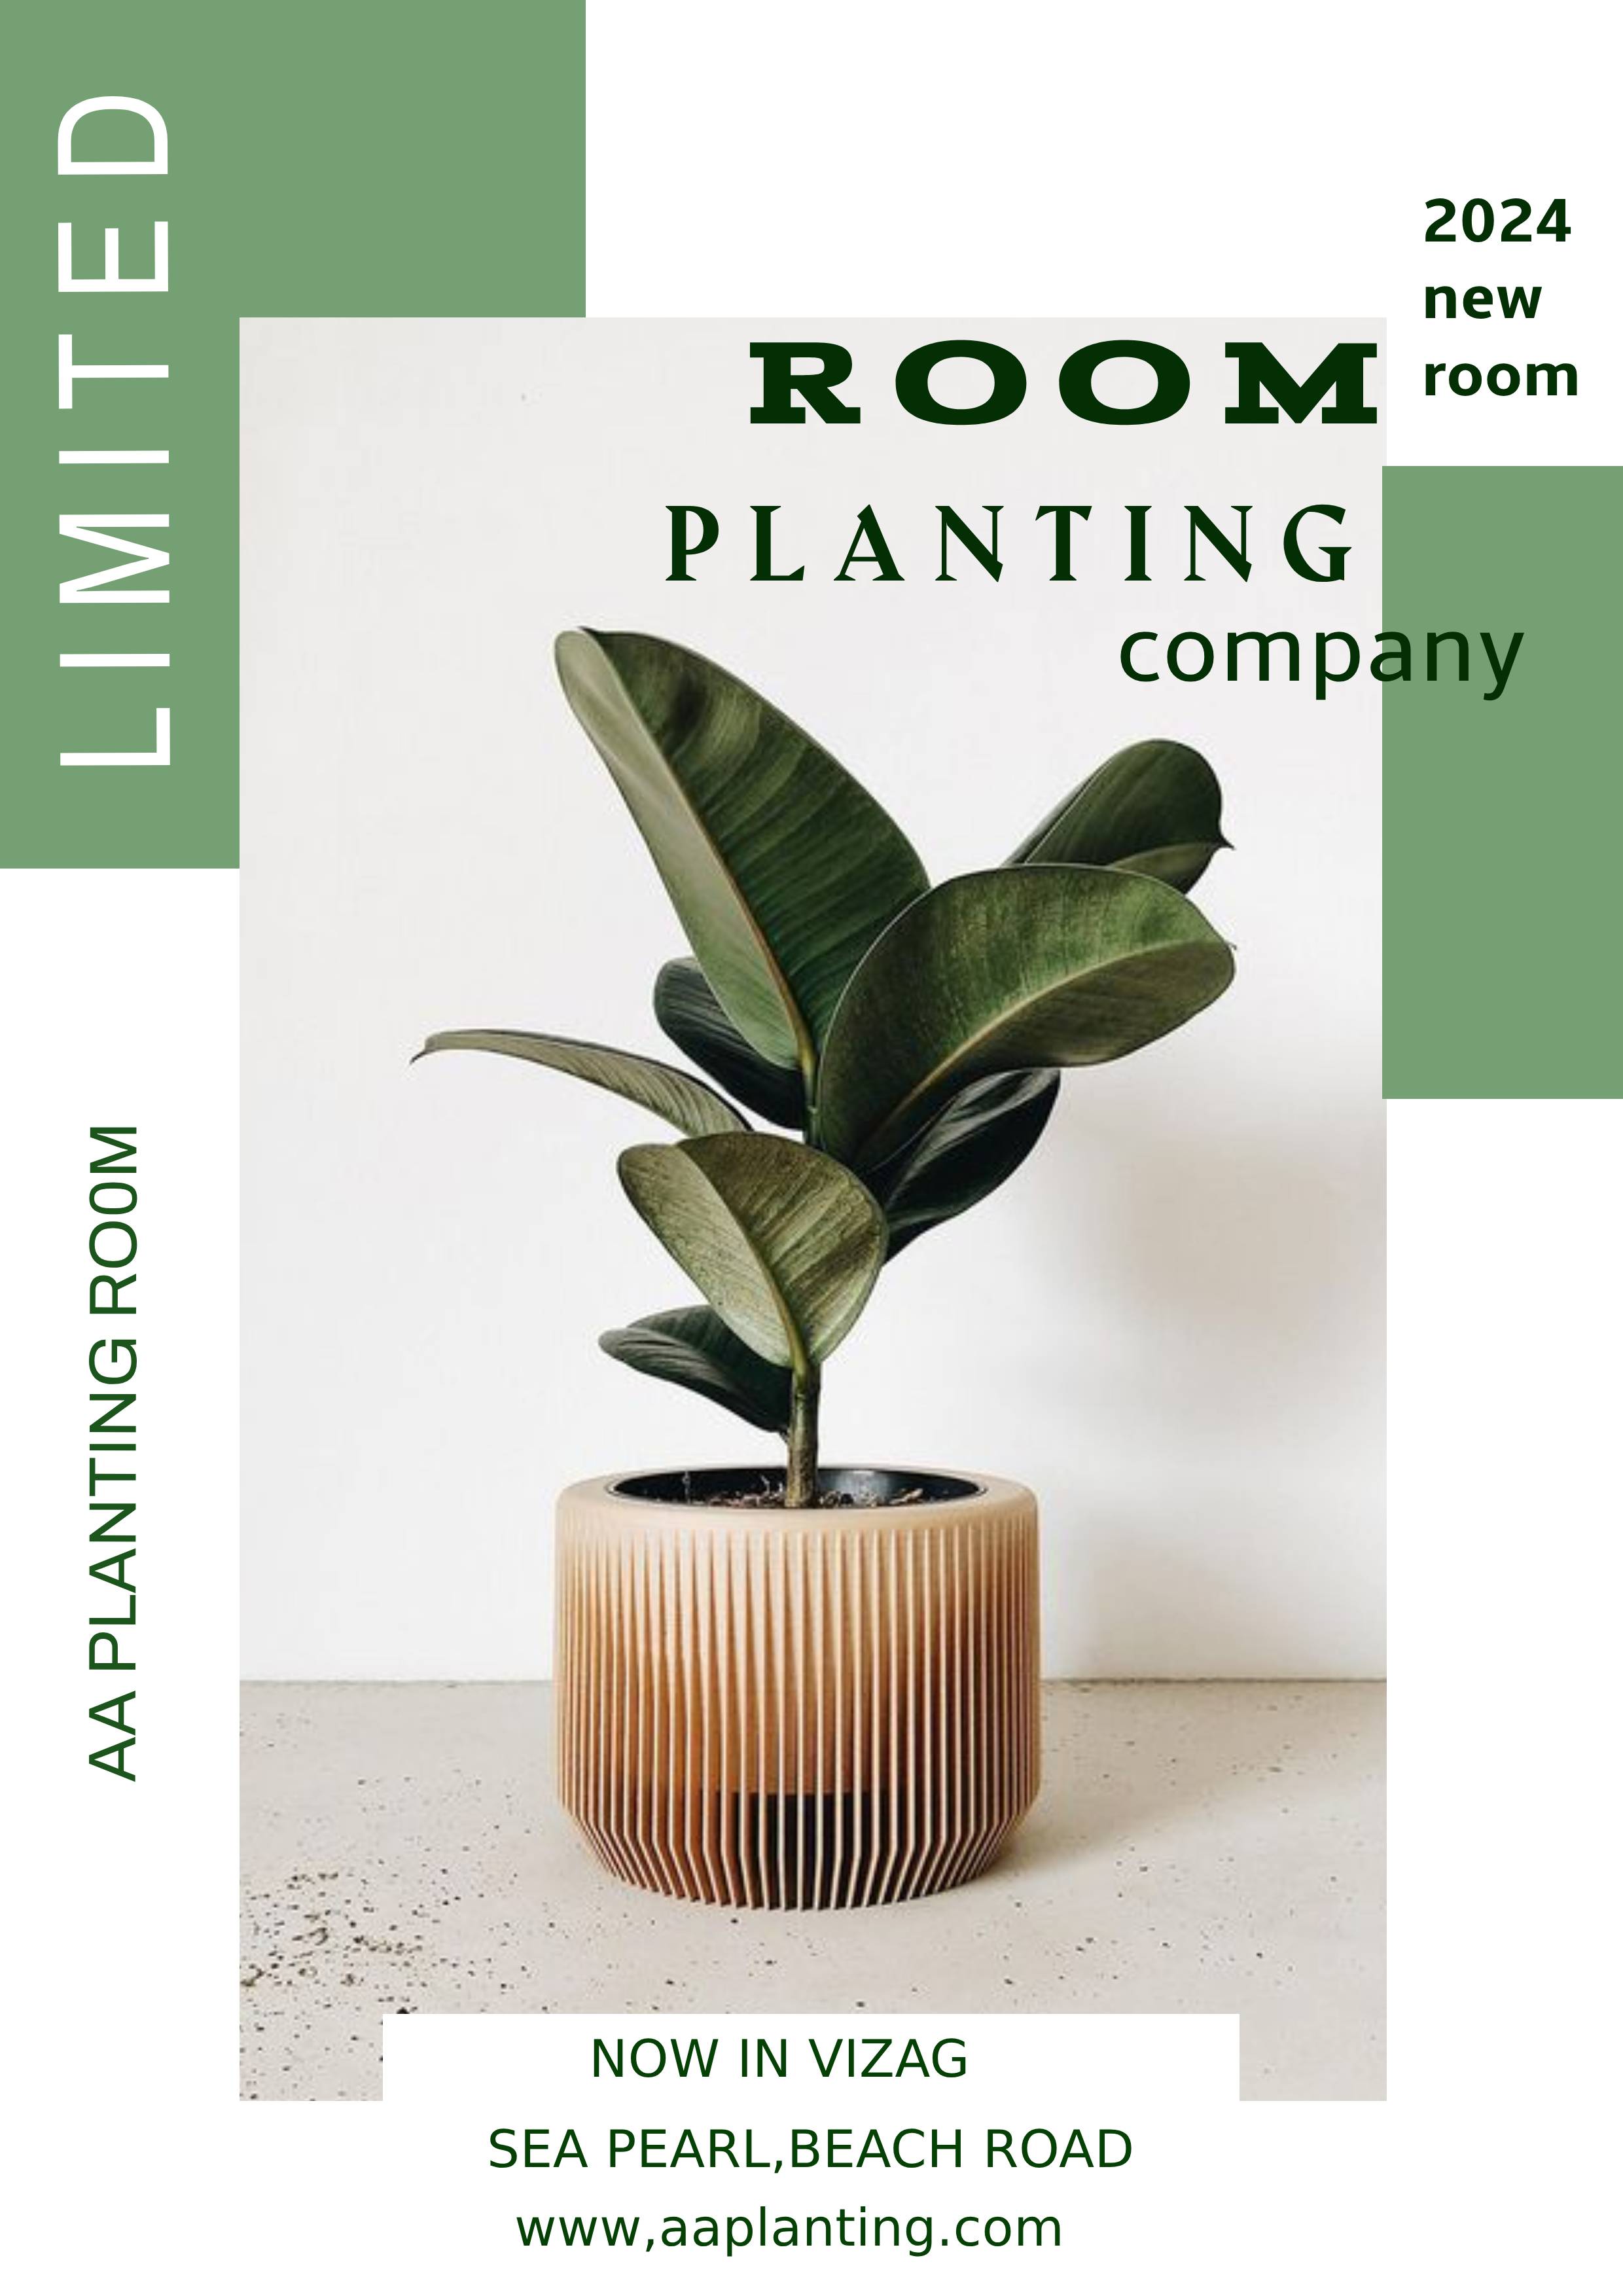 LIMITED
2024
new
room
ROOM
PLANTING
company
AA PLANTING ROOM
NOW IN VIZAG
SEA PEARL,BEACH ROAD
www,aaplanting.com